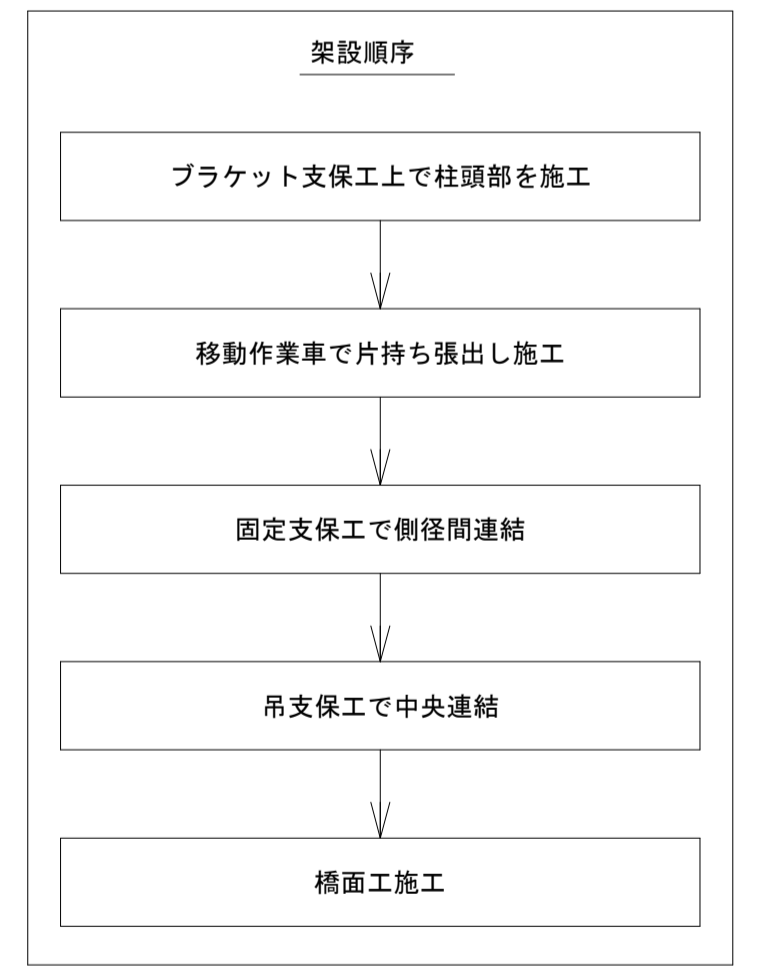 架設順序
ブラケット支保工上で柱頭部を施工
移動作業車で片持ち張出し施工
固定支保工で側径間連結
吊支保工で中央連結
橋面工施工